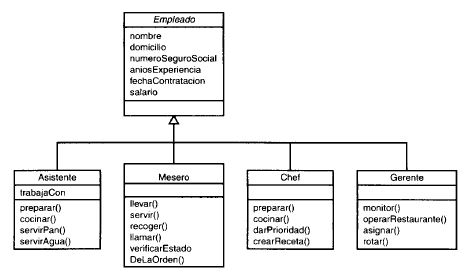 Empleado
nombre
domicilio
numeroSeguroSocial
aniosExperiencia
fechaContratacion
salario
Asistente
trabajaCon
preparar()
cocinar()
servirPan()
servirAgua()
Mesero
llevar()
servir()
recoger()
llamar()
verificarEstado
DeLaOrden()
Chef
preparar()
cocinar()
darPrioridad()
crearReceta()
Gerente
monitor()
operarRestaurante()
asignar()
rotar()